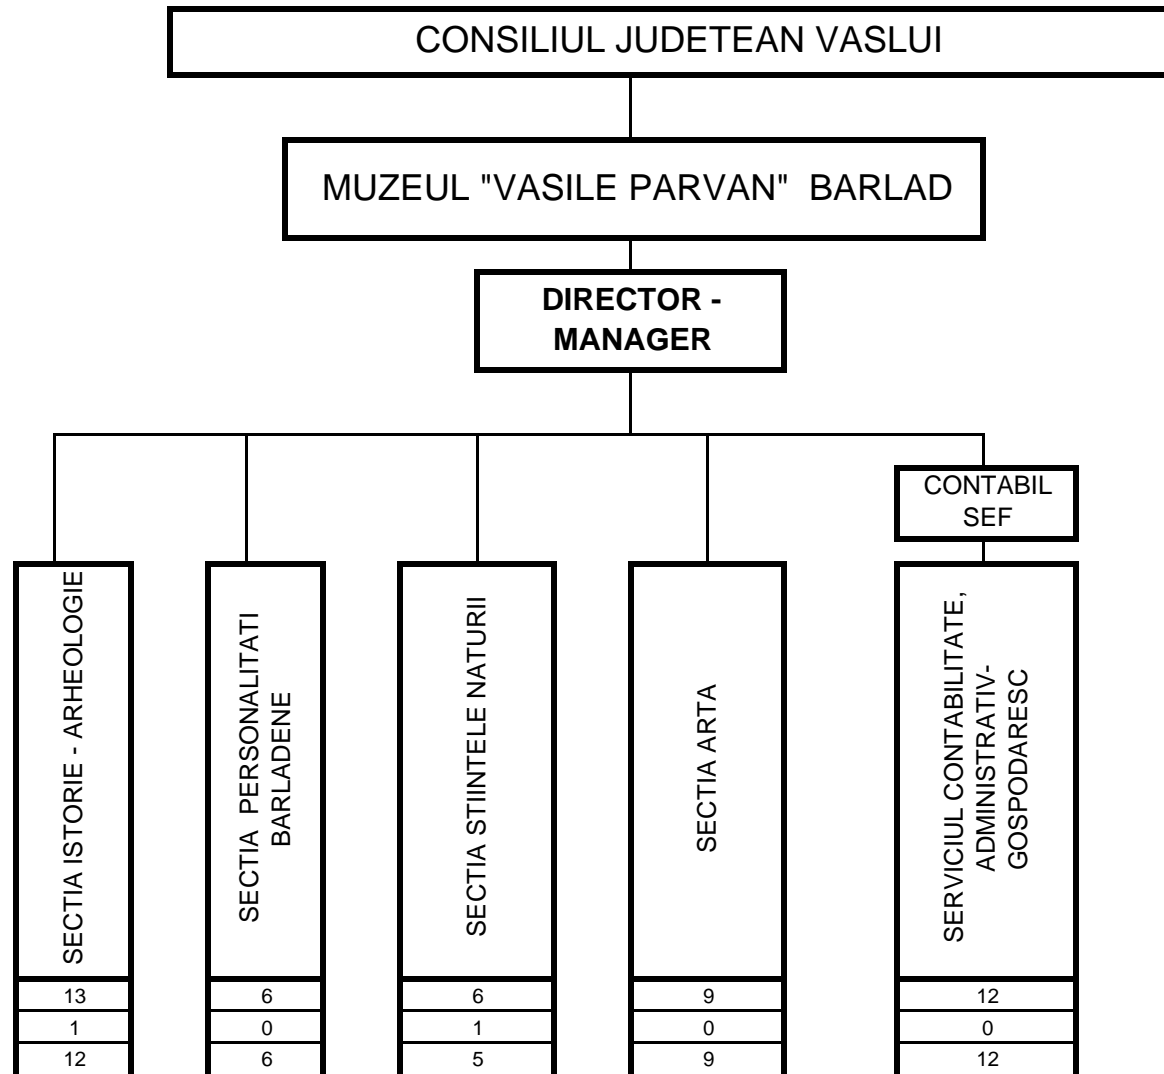 CONSILIUL JUDETEAN VASLUI
MUZEUL "VASILE PARVAN" BARLAD
DIRECTOR -
MANAGER
CONTABIL
SEF
SECTIA ISTORIE - ARHEOLOGIE
SECTIA PERSONALITATI
BARLADENE
SECTIA STIINTELE NATURII
SECTIA ARTA
SERVICIUL CONTABILITATE,
ADMINISTRATIV-
GOSPODARESC
13 6 6 9 12
1 0 1 0 0
12 6 5 9 12